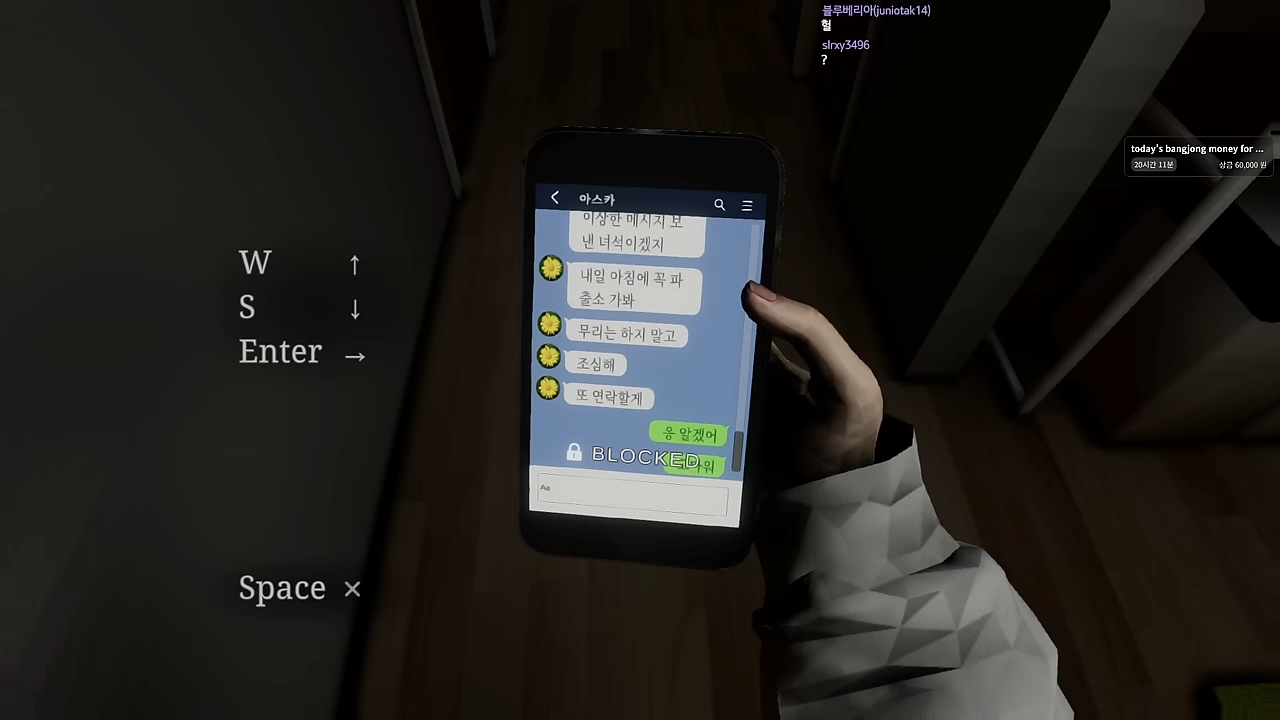 블루베리아(juniotak14)
헐
slrxy3496
?
today's bangjong money for ...
20시간 11분
상금 60,000 원
W ↑
S ↓
Enter →
Space ×
아스카
이상한 메시지 보
낸 녀석이겠지
내일 아침에 꼭 파
출소 가봐
무리는 하지 말고
조심해
또 연락할게
응 알겠어
BLOCKED
Aa